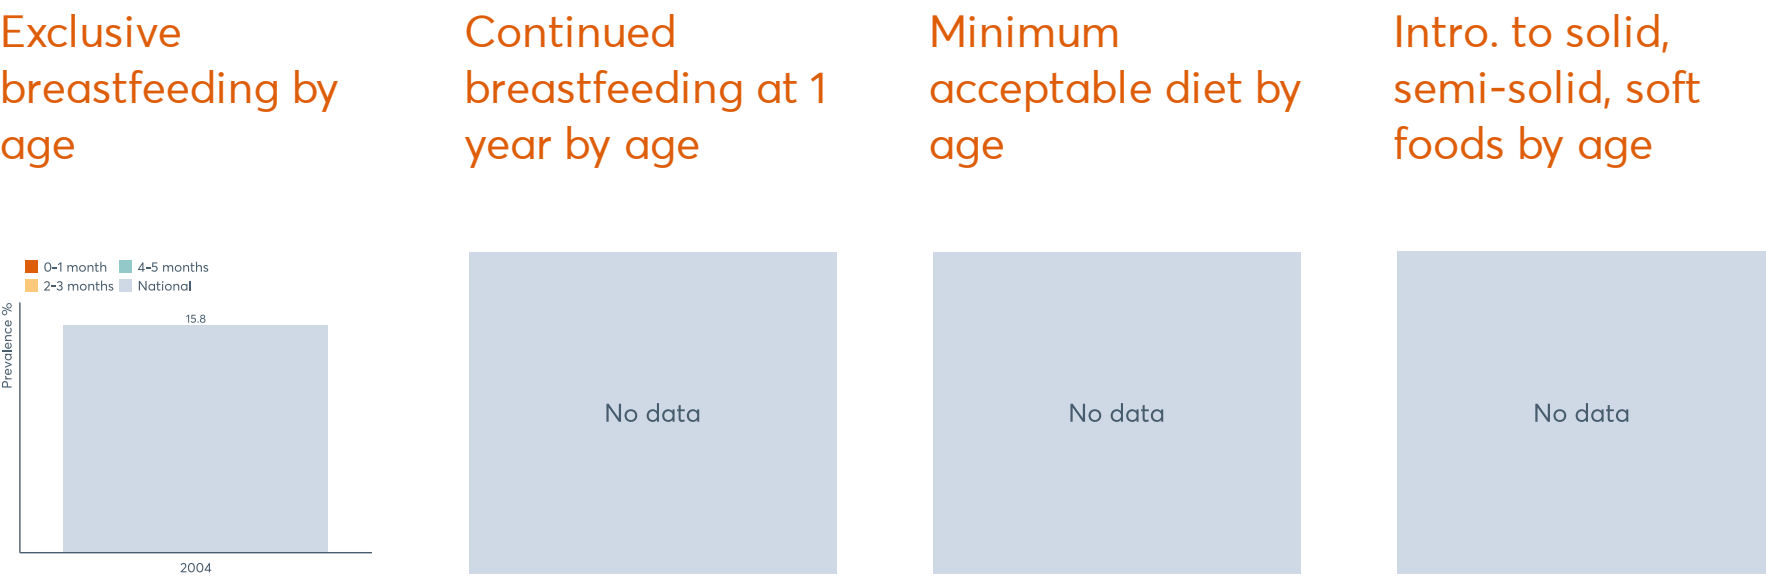 Exclusive
breastfeeding by
age
Continued
breastfeeding at 1
year by age
Minimum
acceptable diet by
age
Intro. to solid,
semi-solid, soft
foods by age
0-1 month
4-5 months
2-3 months
National
Prevalence %
15.8
2004
No data
No data
No data